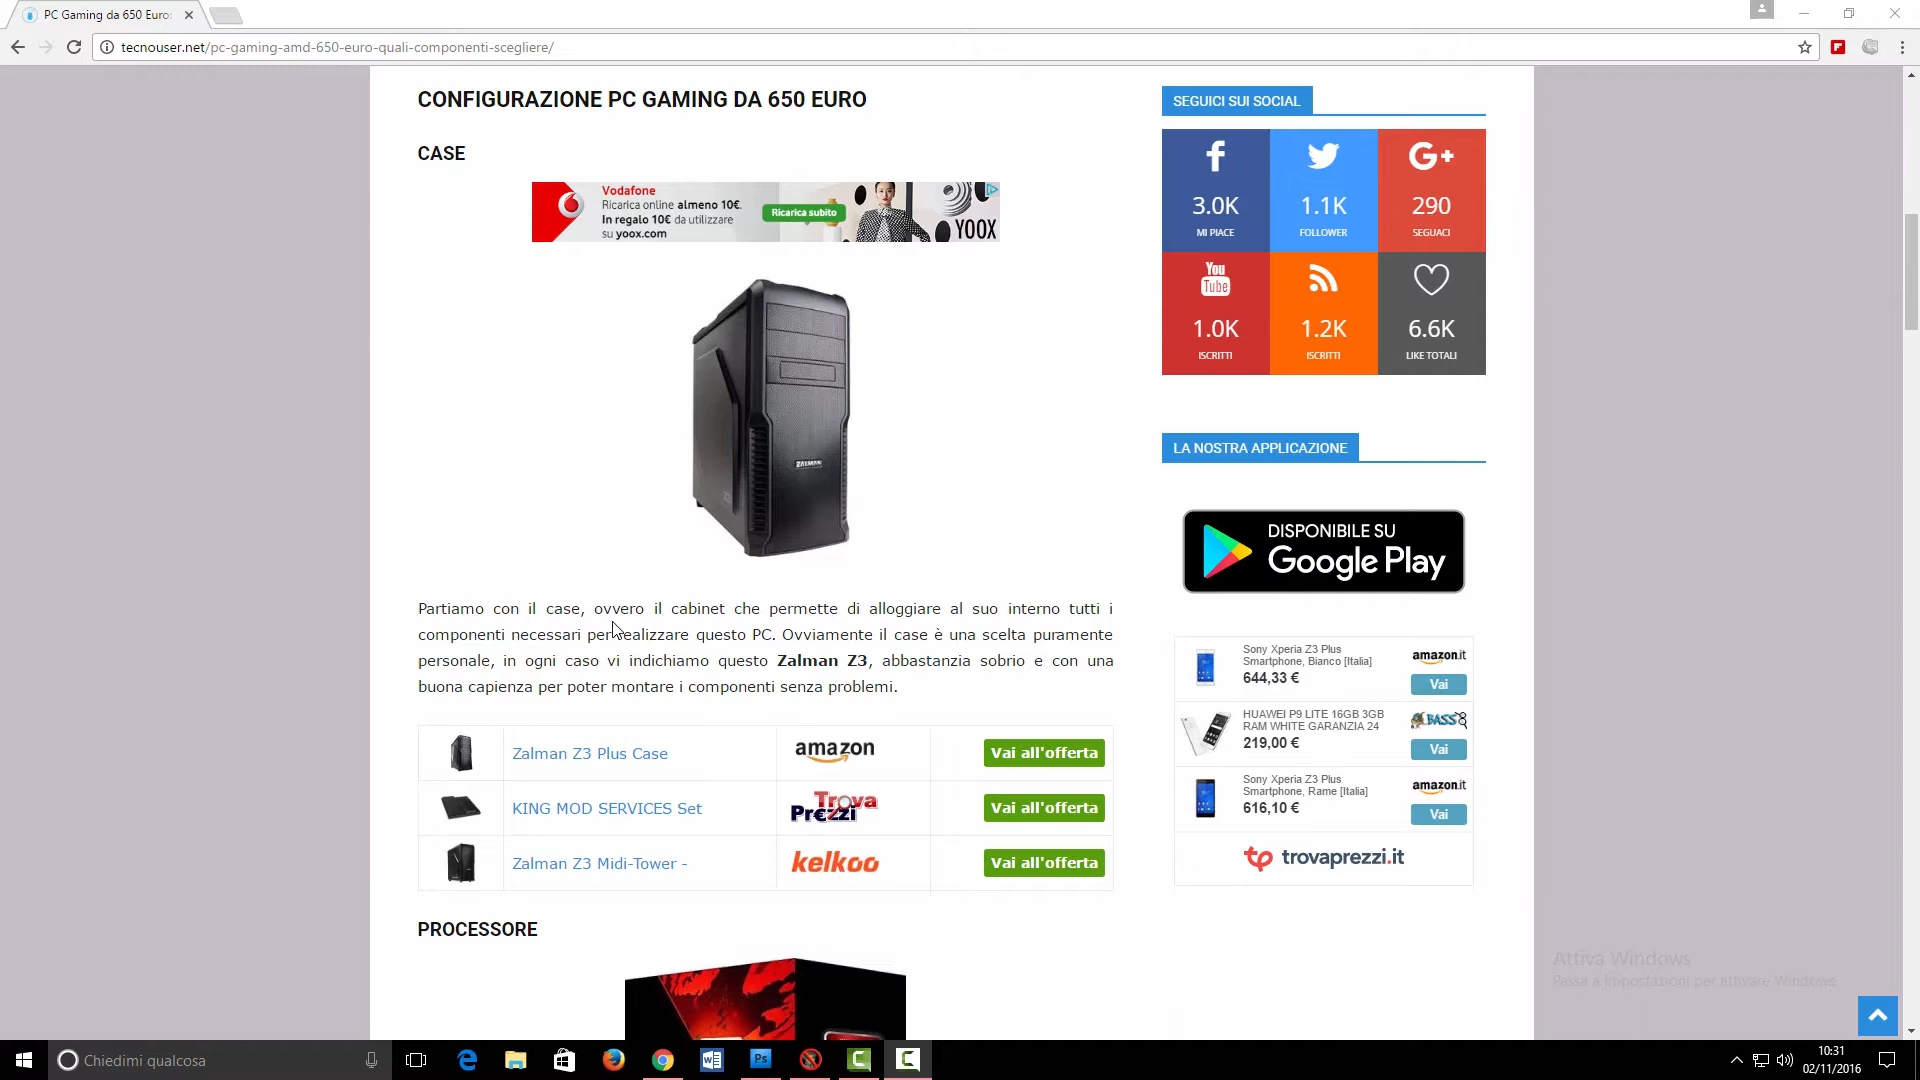 PC Gaming da 650 Euro:
tecnouser.net/pc-gaming-amd-650-euro-quali-componenti-scegliere/
CONFIGURAZIONE PC GAMING DA 650 EURO
CASE
Vodafone
Ricarica online almeno 10€.
In regalo 10€ da utilizzare
su yoox.com
Ricarica subito
YOOX
ZALMAN
Partiamo con il case, ovvero il cabinet che permette di alloggiare al suo interno tutti i
componenti necessari per realizzare questo PC. Ovviamente il case è una scelta puramente
personale, in ogni caso vi indichiamo questo Zalman Z3, abbastanzia sobrio e con una
buona capienza per poter montare i componenti senza problemi.
Zalman Z3 Plus Case
amazon
Vai all'offerta
KING MOD SERVICES Set
Trova Prezzi
Vai all'offerta
Zalman Z3 Midi-Tower -
kelkoo
Vai all'offerta
PROCESSORE
SEGUICI SUI SOCIAL
3.0K
MI PIACE
1.1K
FOLLOWER
G+
290
SEGUACI
You Tube
1.0K
ISCRITTI
1.2K
ISCRITTI
6.6K
LIKE TOTALI
LA NOSTRA APPLICAZIONE
DISPONIBILE SU
Google Play
Sony Xperia Z3 Plus
Smartphone, Bianco [Italia]
644,33 €
amazon.it
Vai
HUAWEI P9 LITE 16GB 3GB
RAM WHITE GARANZIA 24
219,00 €
BASS8
Vai
Sony Xperia Z3 Plus
Smartphone, Rame [Italia]
616,10 €
amazon.it
Vai
tp trovaprezzi.it
Attiva Windows
Passa a Impostazioni per attivare Windows.
Chiedimi qualcosa
Ps
10:31
02/11/2016